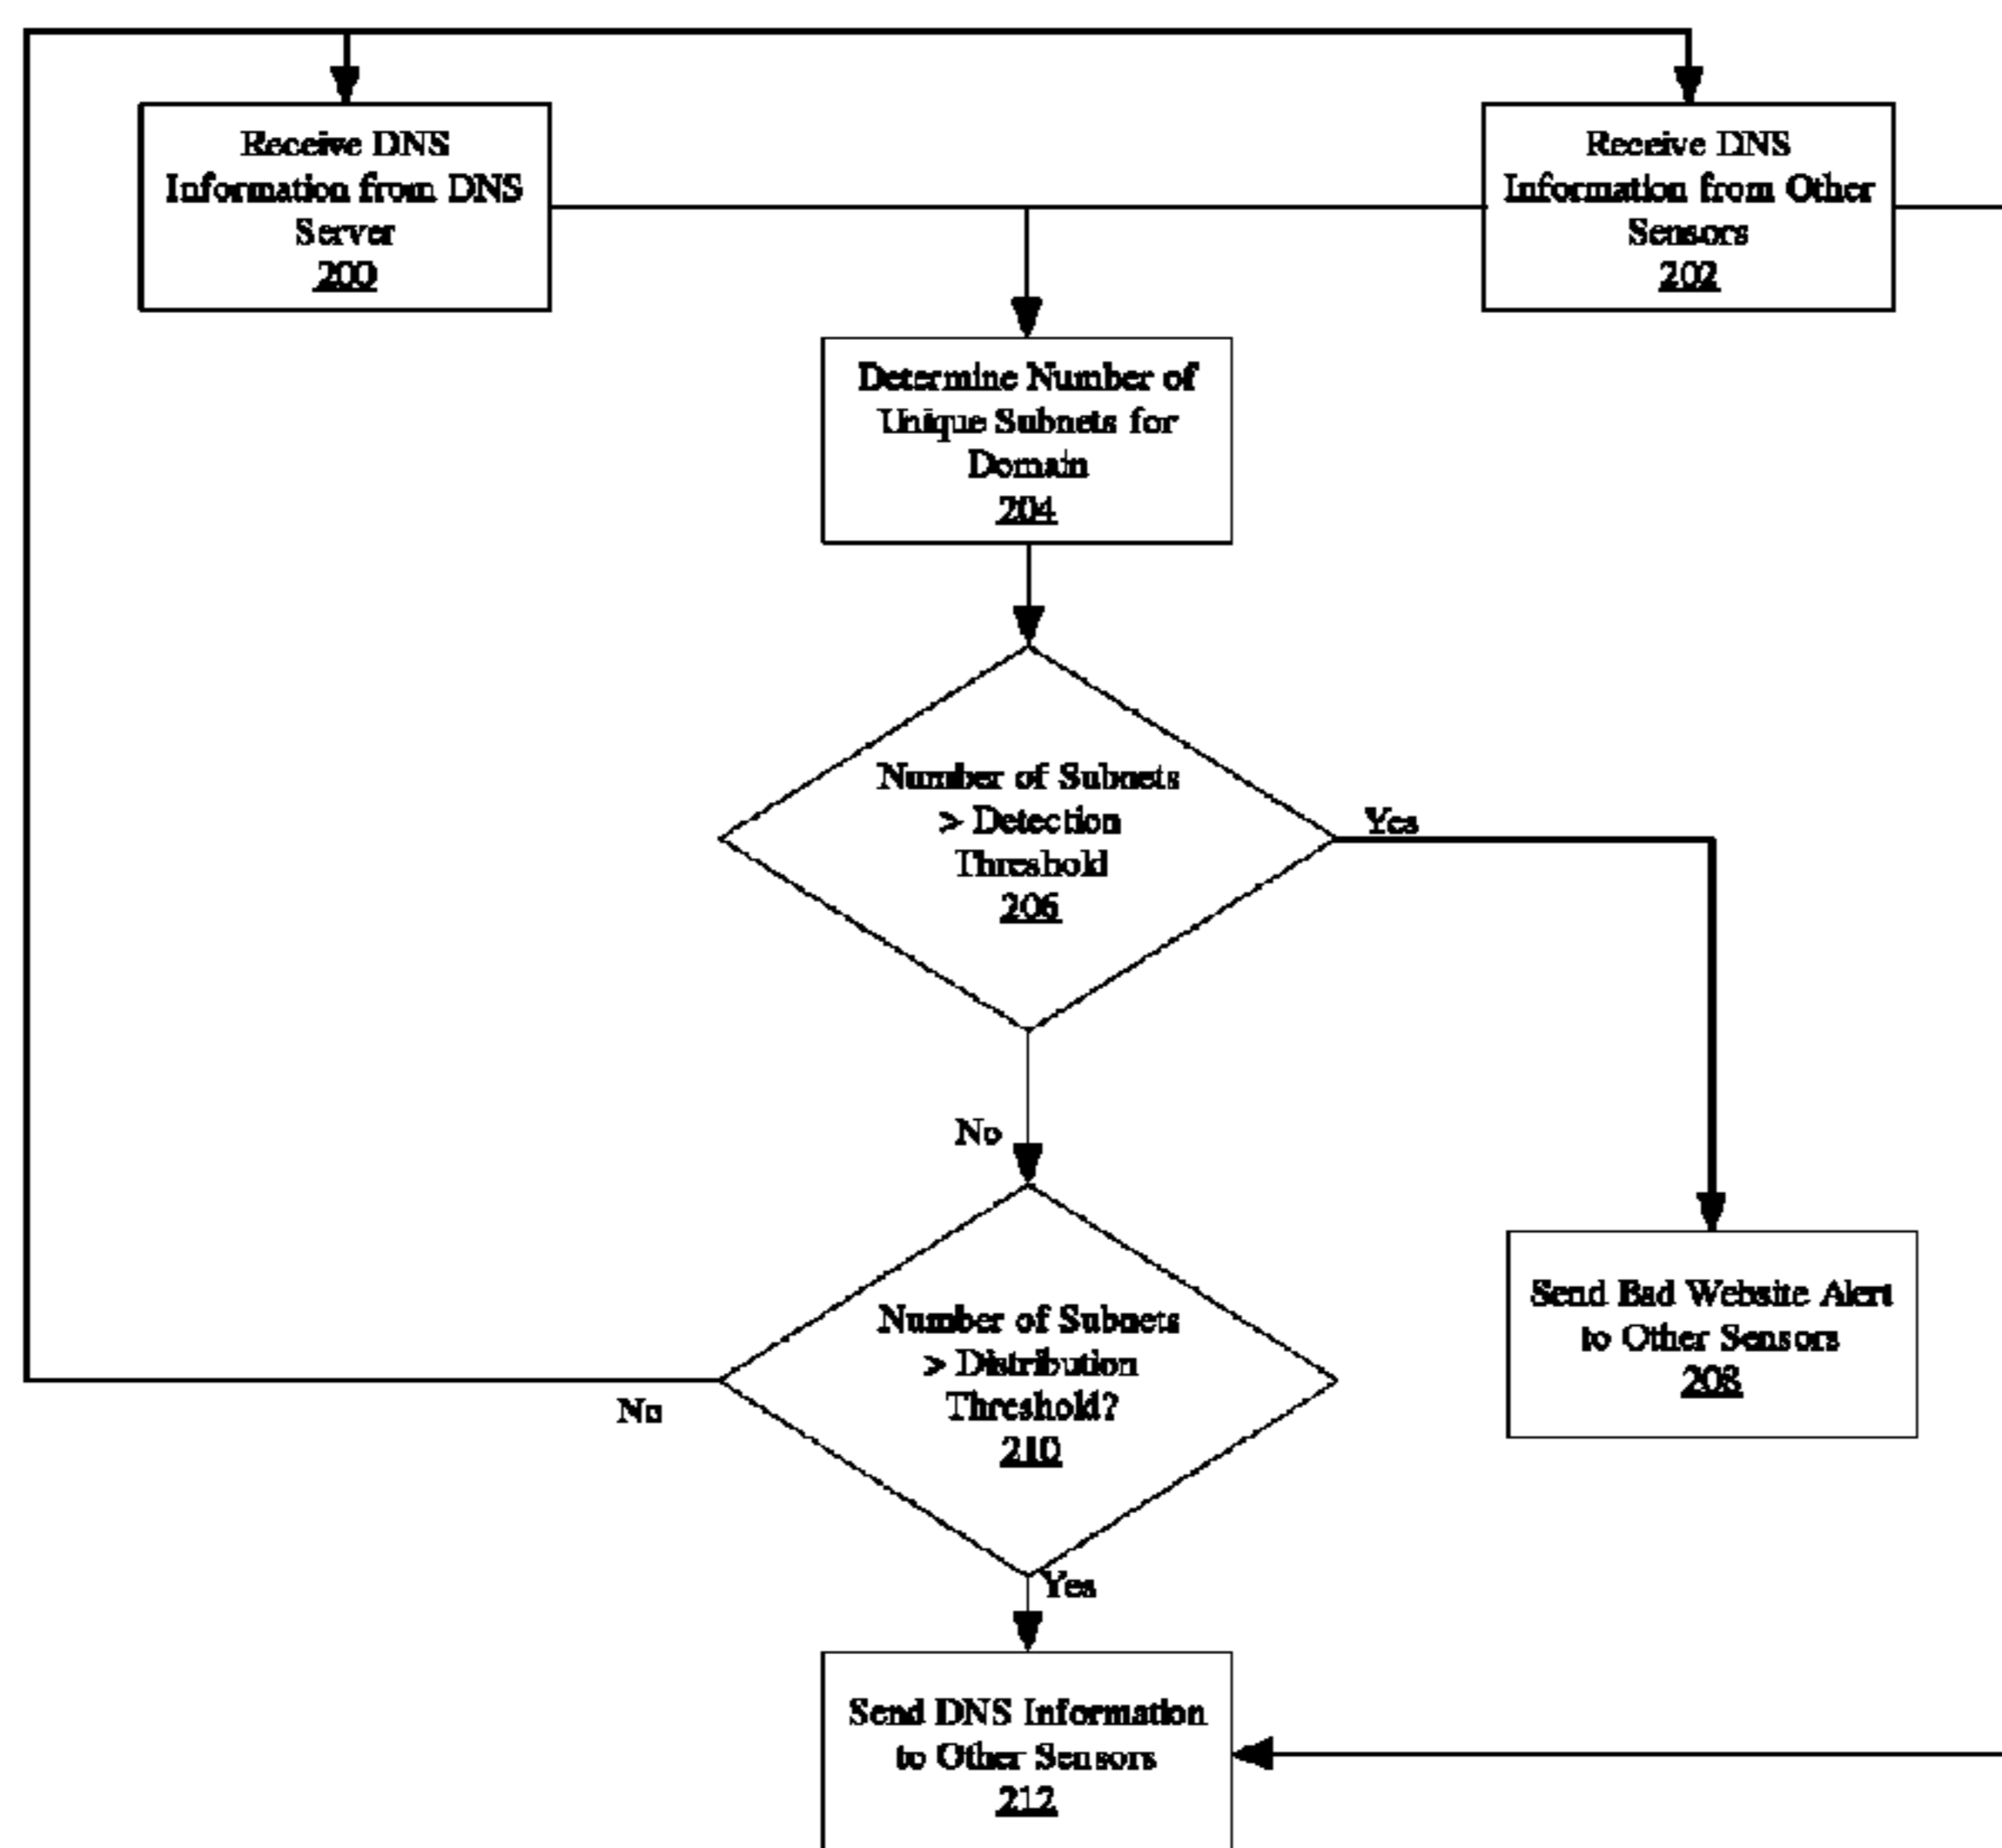 Receive DNS
Information from DNS
Server
200
Receive DNS
Information from Other
Sensors
202
Determine Number of
Unique Subnets for
Domain
204
Number of Subnets
> Detection
Threshold
206
Yes
No
Number of Subnets
> Distribution
Threshold?
210
No
Yes
Send Bad Website Alert
to Other Sensors
208
Send DNS Information
to Other Sensors
212